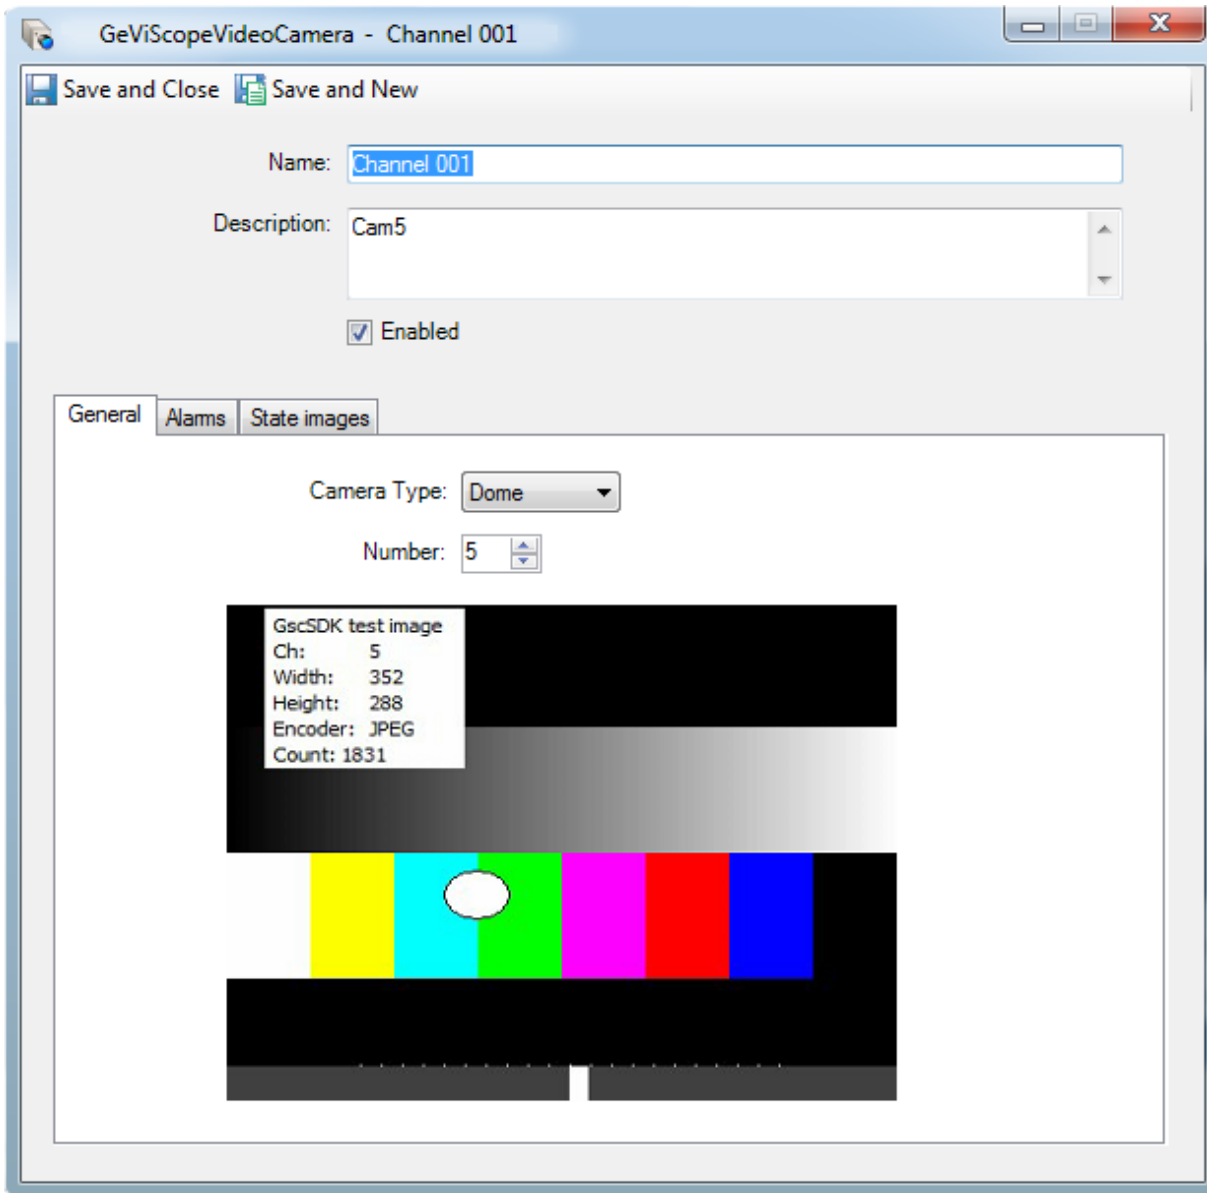 GeViScopeVideoCamera - Channel 001
Save and Close Save and New
Name: Channel 001
Description: Cam5
Enabled
General Alarms State images
Camera Type: Dome
Number: 5
GscSDK test image
Ch: 5
Width: 352
Height: 288
Encoder: JPEG
Count: 1831